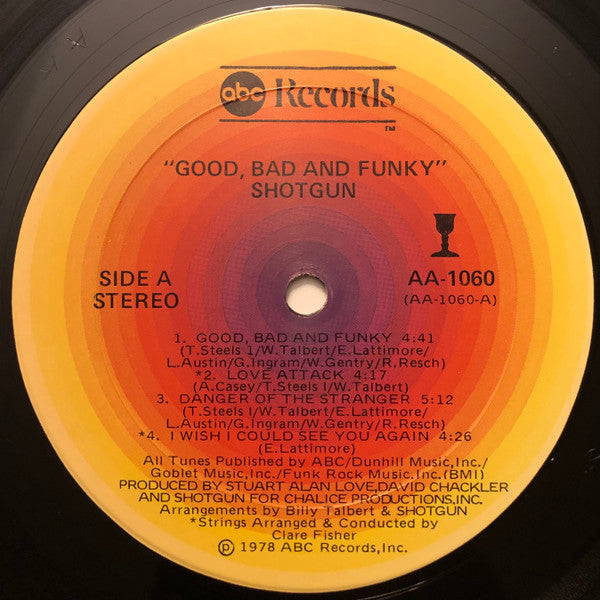 abc Records
TM
"GOOD, BAD AND FUNKY"
SHOTGUN
SIDE A
STEREO
AA-1060
(AA-1060-A)
1. GOOD, BAD AND FUNKY 4:41
(T. Steels I/W. Talbert/E. Lattimore/
L. Austin/G. Ingram/W. Gentry/R. Resch)
*2. LOVE ATTACK 4:17
(A. Casey/T. Steels I/W. Talbert)
3. DANGER OF THE STRANGER 5:12
(T. Steels I/W. Talbert/E. Lattimore/
L. Austin/G. Ingram/W. Gentry/R. Resch)
*4. I WISH I COULD SEE YOU AGAIN 4:26
(E. Lattimore)
All Tunes Published by ABC/Dunhill Music, Inc./
Goblet Music, Inc./Funk Rock Music, Inc. (BMI)
PRODUCED BY STUART ALAN LOVE, DAVID CHACKLER
AND SHOTGUN FOR CHALICE PRODUCTIONS, INC.
Arrangements by Billy Talbert & SHOTGUN
*Strings Arranged & Conducted by
Clare Fisher
℗ 1978 ABC Records, Inc.